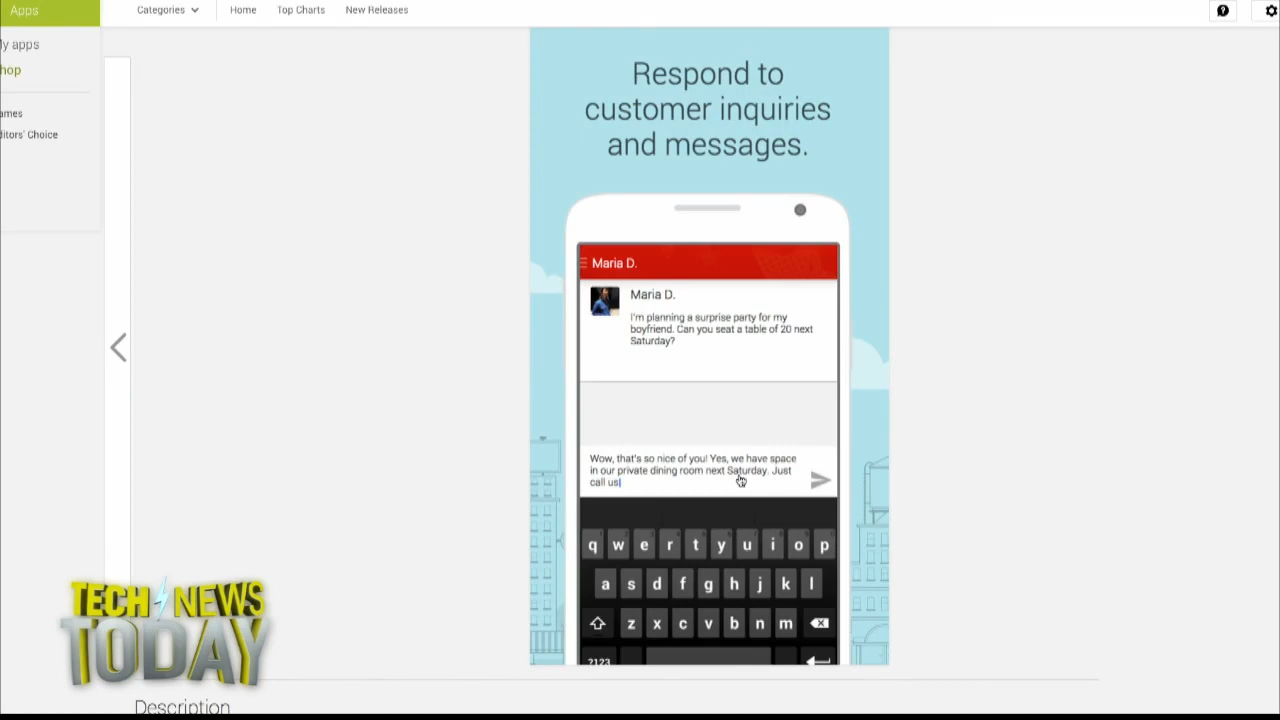 Apps
Categories
Home
Top Charts
New Releases
ly apps
hop
ames
ditors' Choice
Respond to
customer inquiries
and messages.
Maria D.
Maria D.
I'm planning a surprise party for my
boyfriend. Can you seat a table of 20 next
Saturday?
Wow, that's so nice of you! Yes, we have space
in our private dining room next Saturday. Just
call us
q w e r t y u i o p
a s d f g h j k l
z x c v b n m
?123
TECH NEWS
TODAY
Description